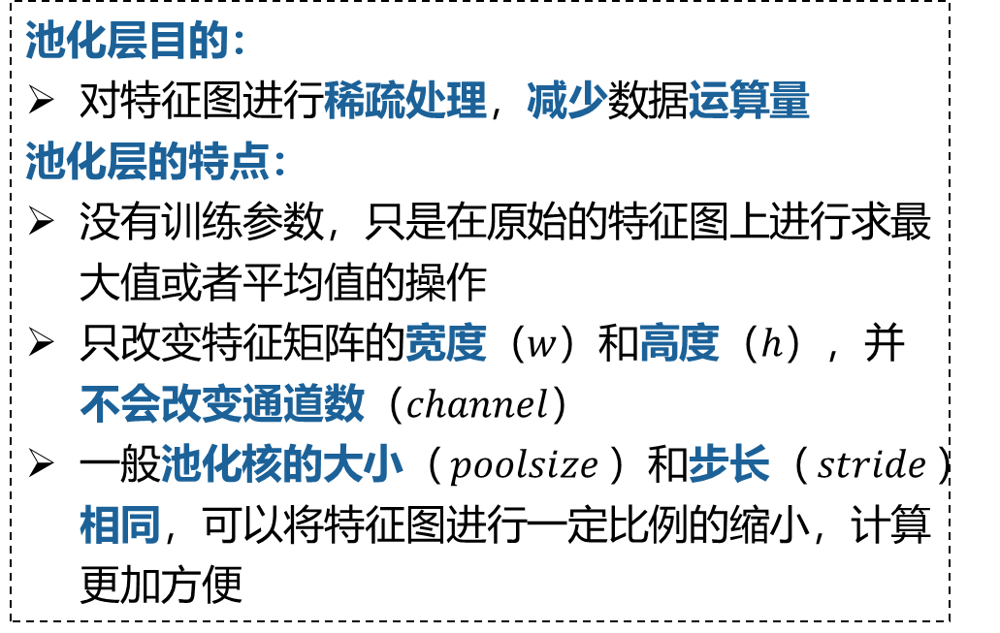 池化层目的：
➢ 对特征图进行稀疏处理，减少数据运算量
池化层的特点：
➢ 没有训练参数，只是在原始的特征图上进行求最
大值或者平均值的操作
➢ 只改变特征矩阵的宽度（w）和高度（h），并
不会改变通道数（channel）
➢ 一般池化核的大小（poolsize）和步长（stride）
相同，可以将特征图进行一定比例的缩小，计算
更加方便